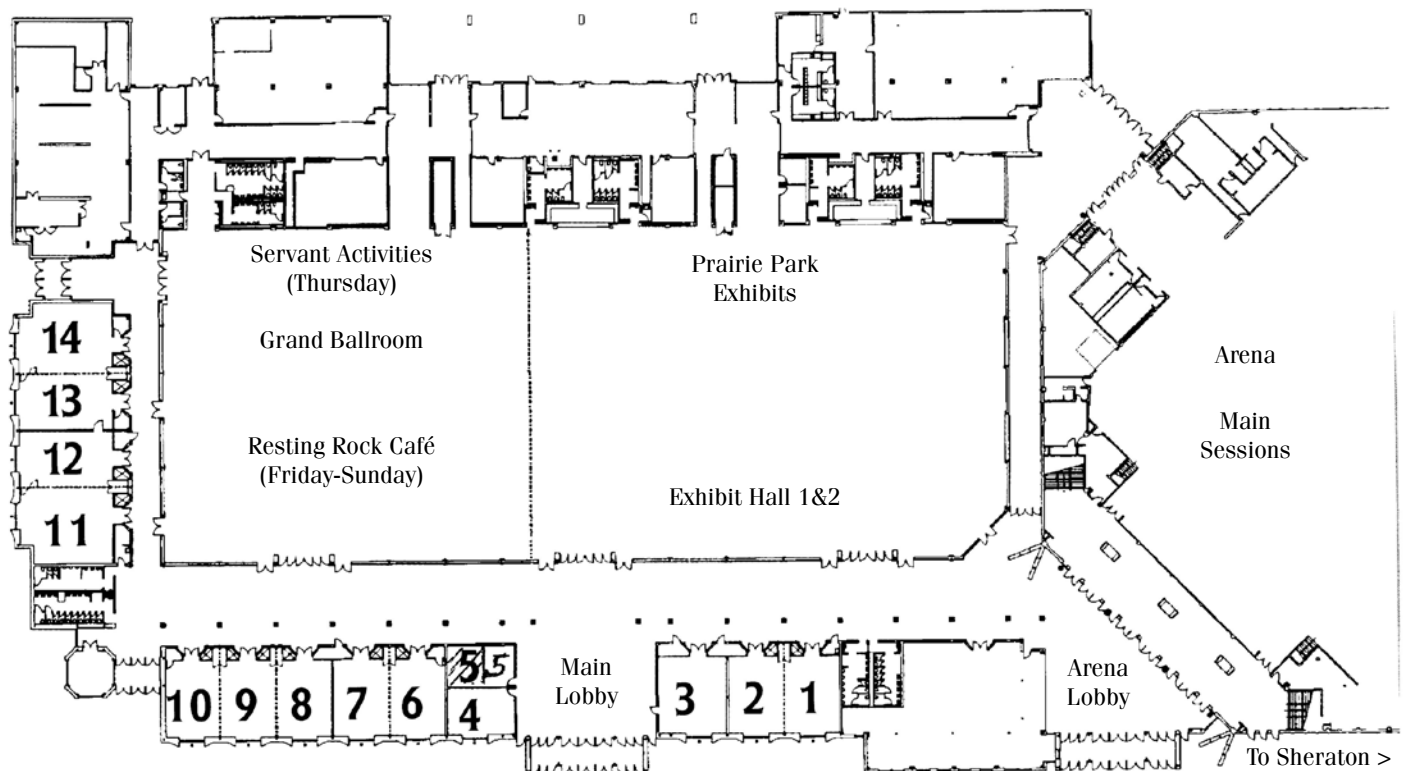 Servant Activities
(Thursday)
Prairie Park
Exhibits
Grand Ballroom
14
13
12
11
Arena
Main
Sessions
Resting Rock Café
(Friday-Sunday)
Exhibit Hall 1&2
10
9
8
7
6
5
5
4
Main
Lobby
3
2
1
Arena
Lobby
To Sheraton >